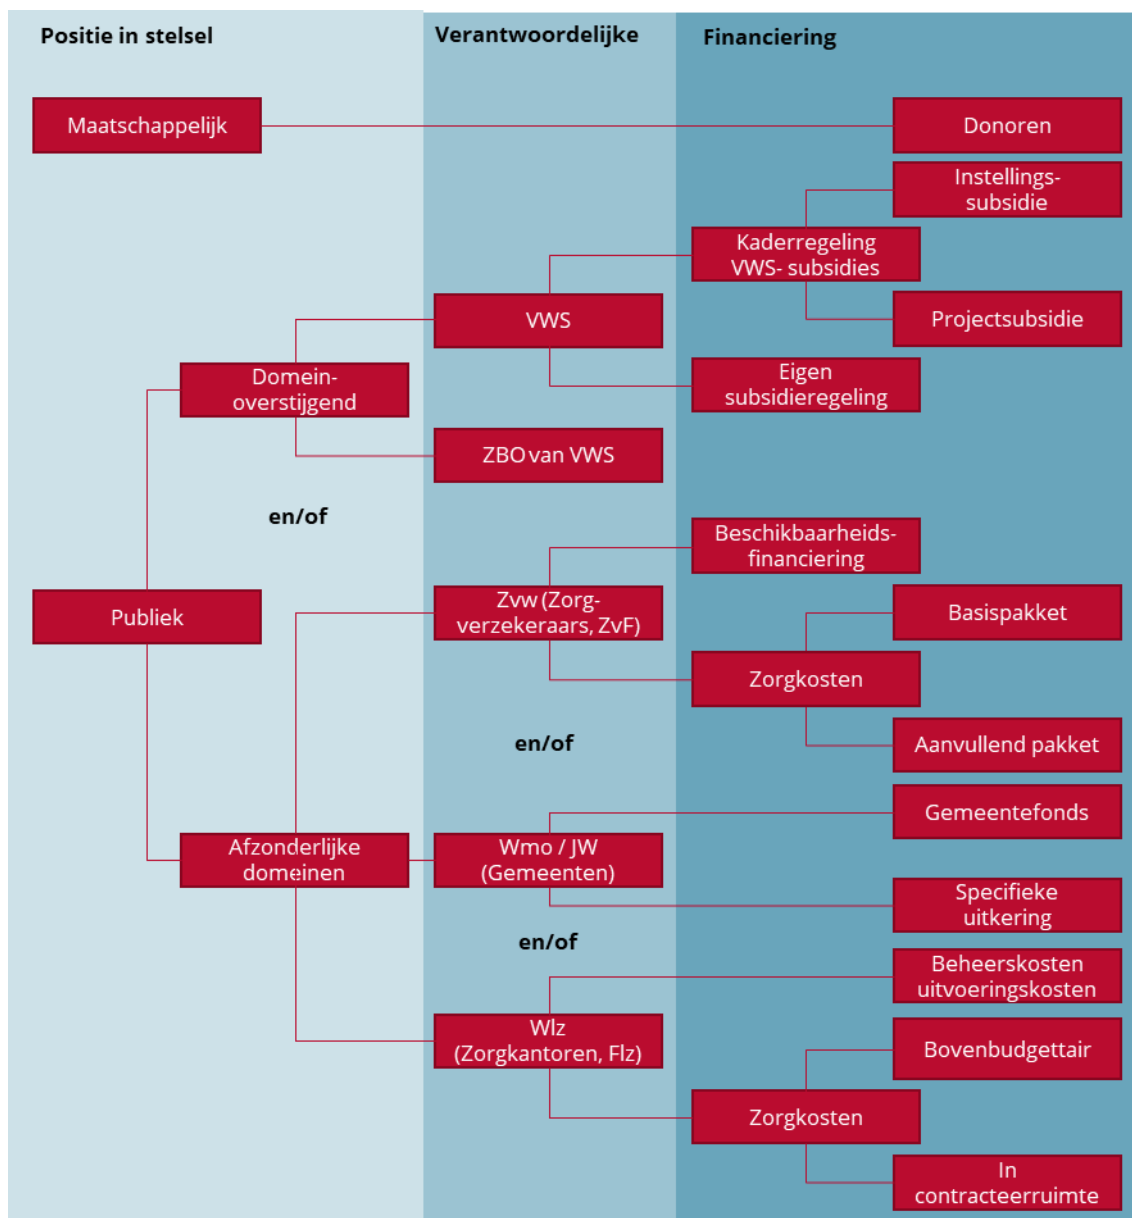 Positie in stelsel
Verantwoordelijke
Financiering
Maatschappelijk
Donoren
Instellings-
subsidie
Kaderregeling
VWS- subsidies
Projectsubsidie
VWS
Eigen
subsidieregeling
Domein-
overstijgend
ZBO van VWS
en/of
Beschikbaarheids-
financiering
Publiek
Zvw (Zorg-
verzekeraars, ZvF)
Basispakket
Zorgkosten
Aanvullend pakket
en/of
Gemeentefonds
Afzonderlijke
domeinen
Wmo / JW
(Gemeenten)
Specifieke
uitkering
en/of
Beheerskosten
uitvoeringskosten
Wlz
(Zorgkantoren, Flz)
Bovenbudgettair
Zorgkosten
In
contracteerruimte